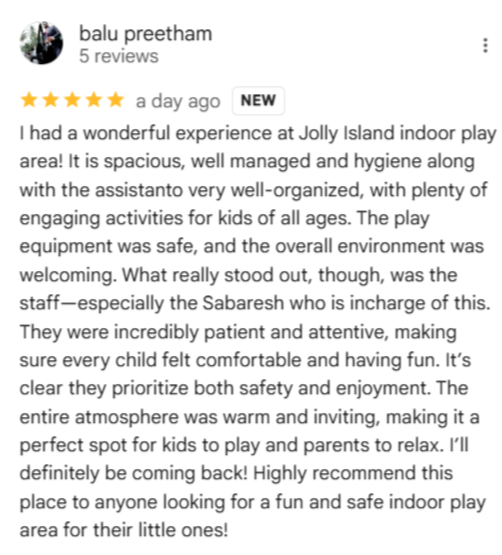 balu preetham
5 reviews
a day ago NEW
I had a wonderful experience at Jolly Island indoor play
area! It is spacious, well managed and hygiene along
with the assistanto very well-organized, with plenty of
engaging activities for kids of all ages. The play
equipment was safe, and the overall environment was
welcoming. What really stood out, though, was the
staff—especially the Sabaresh who is incharge of this.
They were incredibly patient and attentive, making
sure every child felt comfortable and having fun. It's
clear they prioritize both safety and enjoyment. The
entire atmosphere was warm and inviting, making it a
perfect spot for kids to play and parents to relax. I'll
definitely be coming back! Highly recommend this
place to anyone looking for a fun and safe indoor play
area for their little ones!